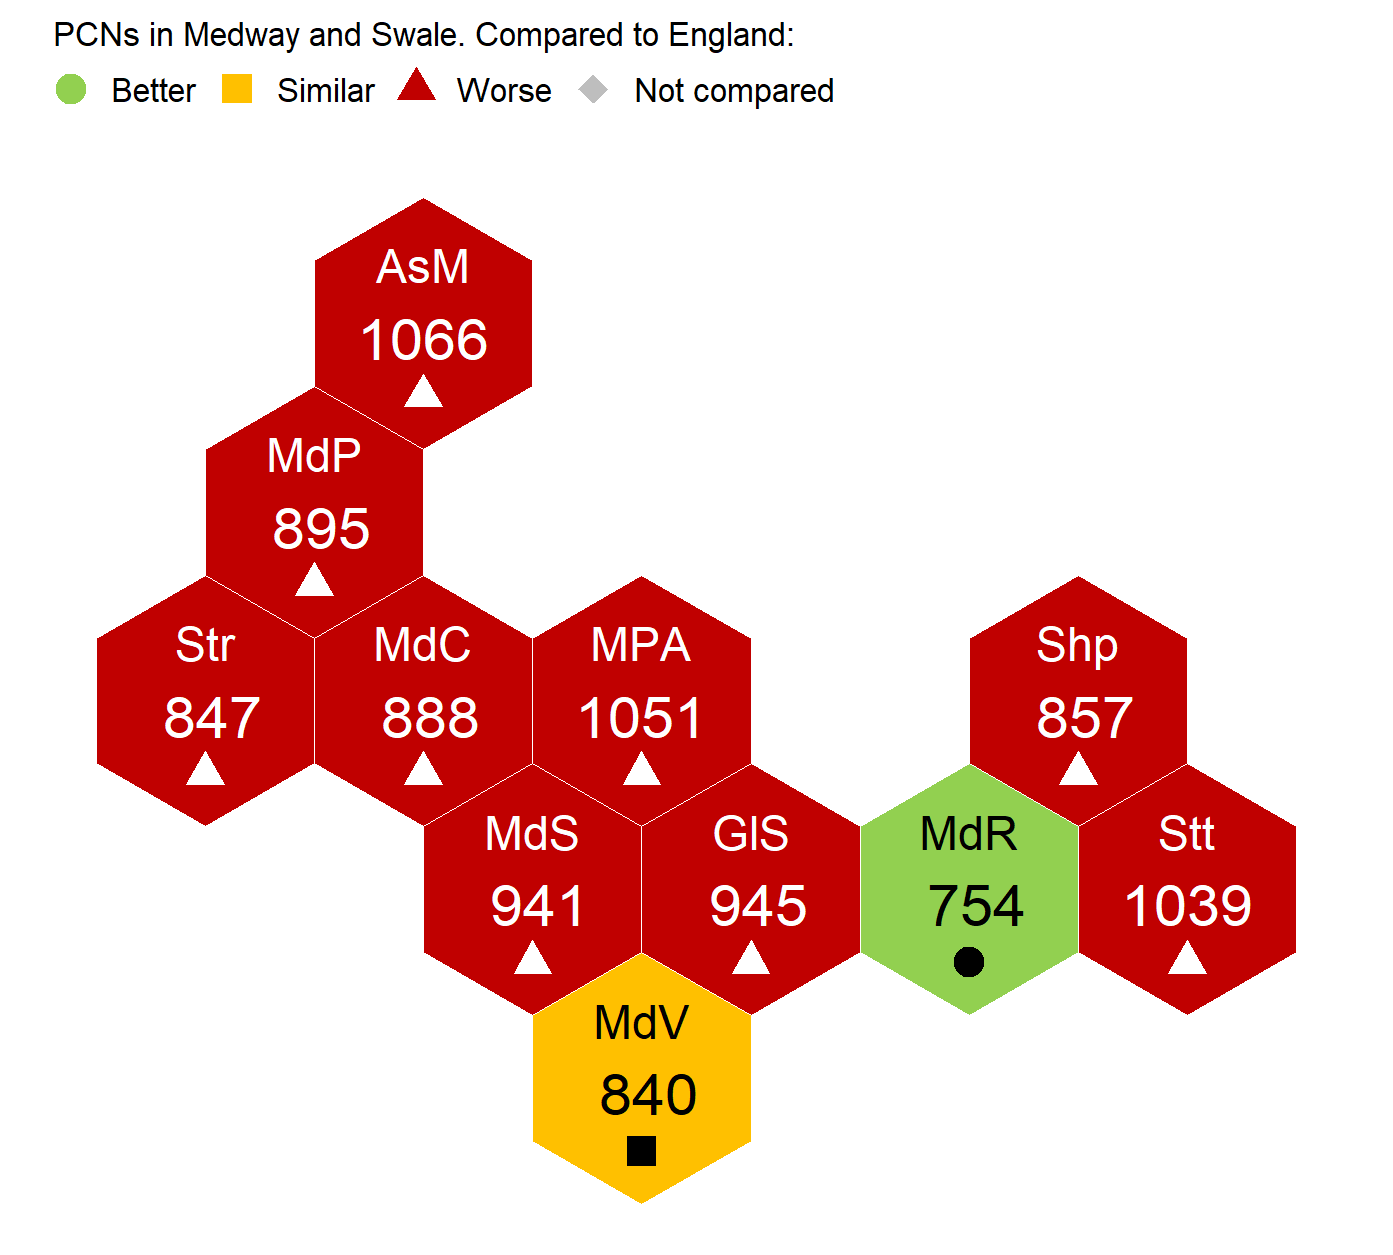 PCNs in Medway and Swale. Compared to England:
Better Similar Worse Not compared
AsM
1066
MdP
895
Str
847
MdC
888
MPA
1051
Shp
857
MdS
941
GlS
945
MdR
754
Stt
1039
MdV
840